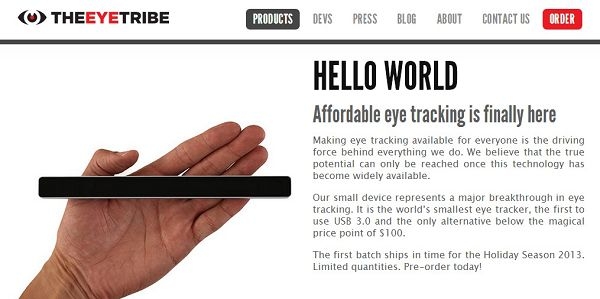 THEEYETRIBE
PRODUCTS DEVS PRESS BLOG ABOUT CONTACT US ORDER
HELLO WORLD
Affordable eye tracking is finally here
Making eye tracking available for everyone is the driving
force behind everything we do. We believe that the true
potential can only be reached once this technology has
become widely available.
Our small device represents a major breakthrough in eye
tracking. It is the world's smallest eye tracker, the first to
use USB 3.0 and the only alternative below the magical
price point of $100.
The first batch ships in time for the Holiday Season 2013.
Limited quantities. Pre-order today!